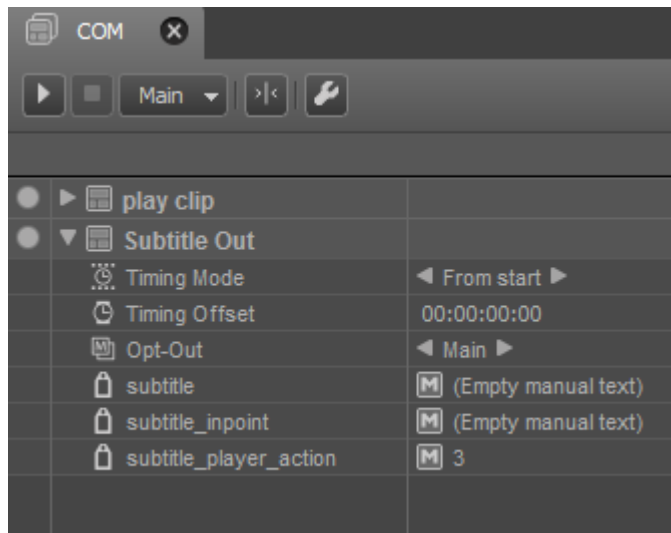 COM
Main
play clip
Subtitle Out
Timing Mode From start
Timing Offset 00:00:00:00
Opt-Out Main
subtitle M (Empty manual text)
subtitle_inpoint M (Empty manual text)
subtitle_player_action M 3